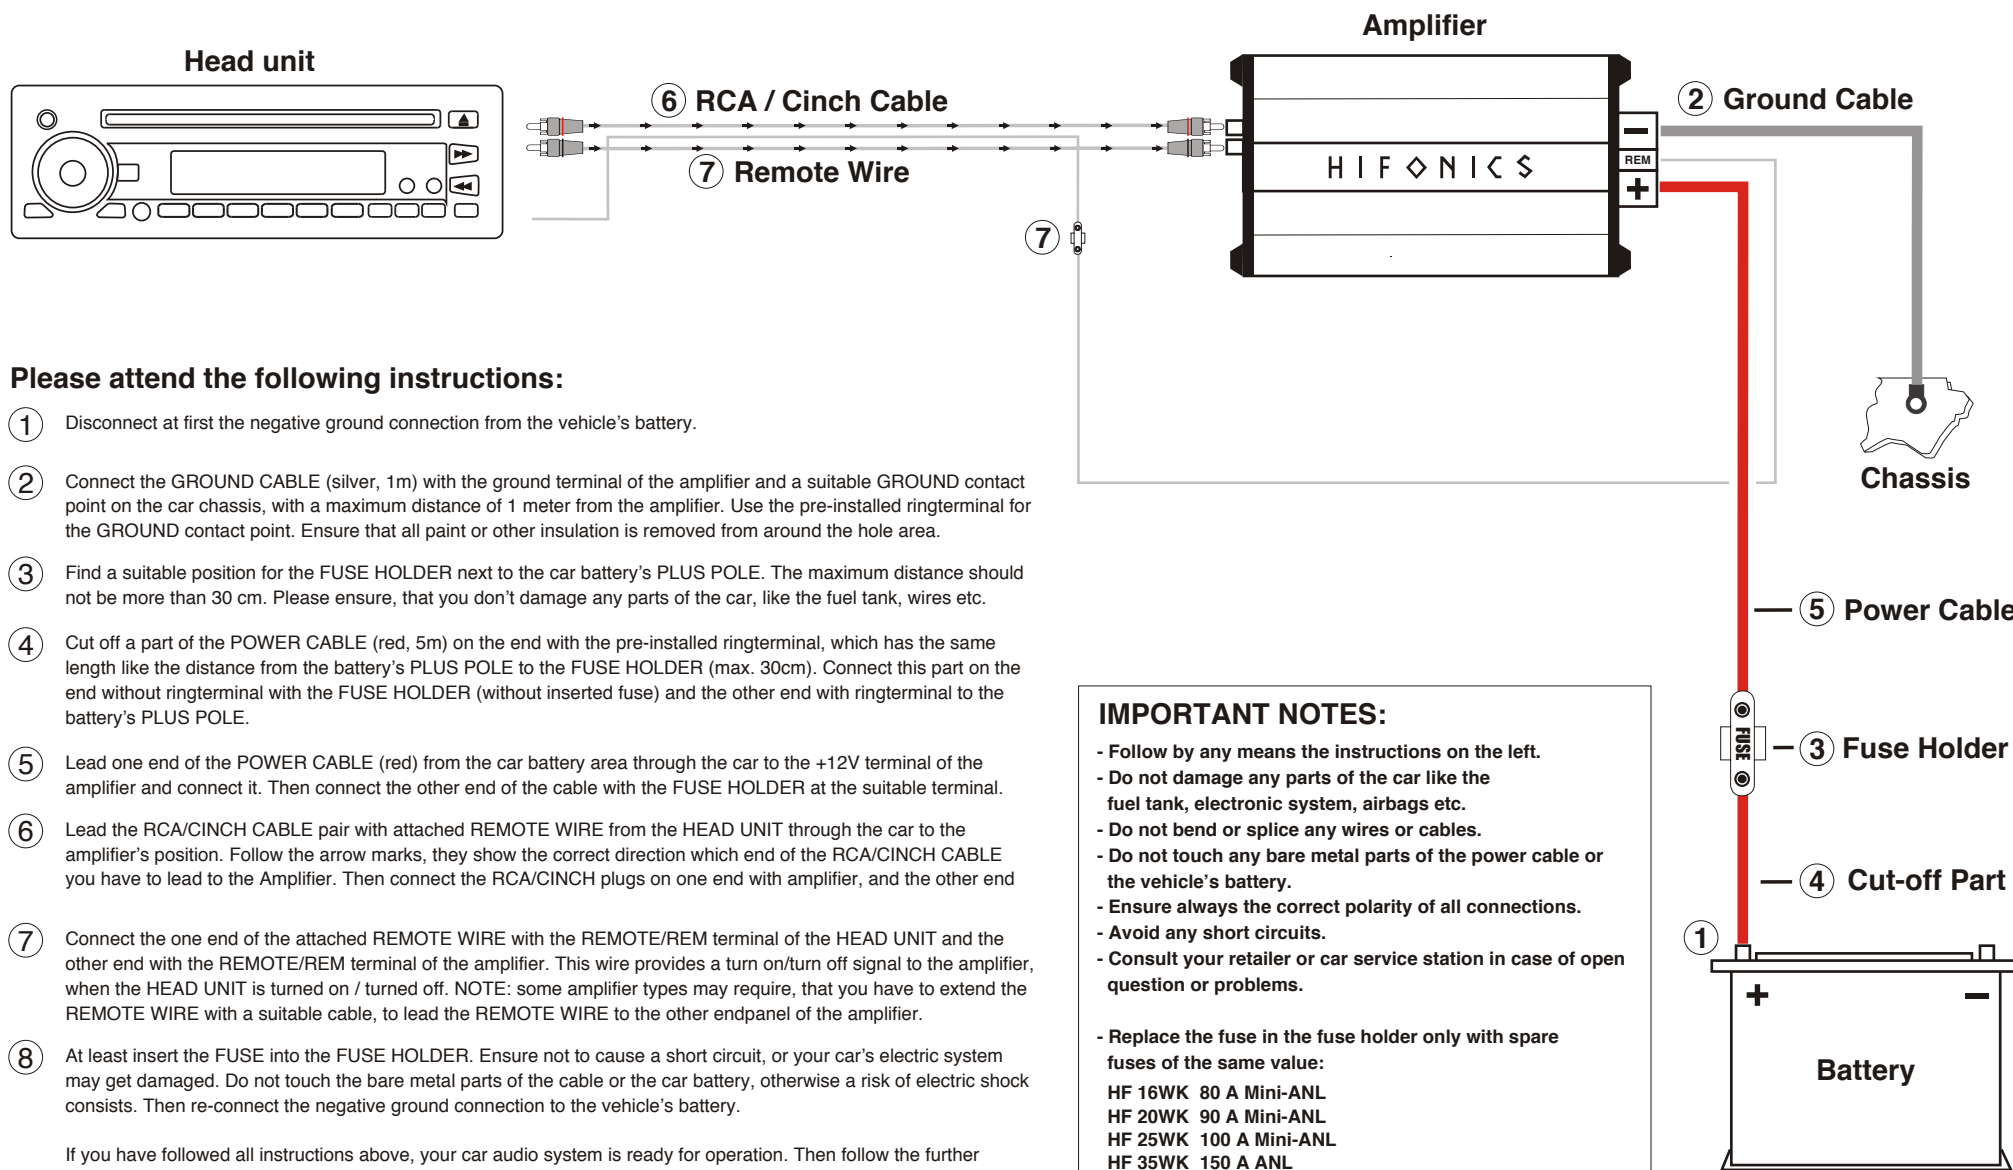 Amplifier
Head unit
6 RCA / Cinch Cable
2 Ground Cable
7 Remote Wire
HIFONICS
REM
7
Chassis
Please attend the following instructions:
1 Disconnect at first the negative ground connection from the vehicle's battery.
2 Connect the GROUND CABLE (silver, 1m) with the ground terminal of the amplifier and a suitable GROUND contact
point on the car chassis, with a maximum distance of 1 meter from the amplifier. Use the pre-installed ringterminal for
the GROUND contact point. Ensure that all paint or other insulation is removed from around the hole area.
3 Find a suitable position for the FUSE HOLDER next to the car battery's PLUS POLE. The maximum distance should
not be more than 30 cm. Please ensure, that you don't damage any parts of the car, like the fuel tank, wires etc.
4 Cut off a part of the POWER CABLE (red, 5m) on the end with the pre-installed ringterminal, which has the same
length like the distance from the battery's PLUS POLE to the FUSE HOLDER (max. 30cm). Connect this part on the
end without ringterminal with the FUSE HOLDER (without inserted fuse) and the other end with ringterminal to the
battery's PLUS POLE.
5 Lead one end of the POWER CABLE (red) from the car battery area through the car to the +12V terminal of the
amplifier and connect it. Then connect the other end of the cable with the FUSE HOLDER at the suitable terminal.
6 Lead the RCA/CINCH CABLE pair with attached REMOTE WIRE from the HEAD UNIT through the car to the
amplifier's position. Follow the arrow marks, they show the correct direction which end of the RCA/CINCH CABLE
you have to lead to the Amplifier. Then connect the RCA/CINCH plugs on one end with amplifier, and the other end
7 Connect the one end of the attached REMOTE WIRE with the REMOTE/REM terminal of the HEAD UNIT and the
other end with the REMOTE/REM terminal of the amplifier. This wire provides a turn on/turn off signal to the amplifier,
when the HEAD UNIT is turned on / turned off. NOTE: some amplifier types may require, that you have to extend the
REMOTE WIRE with a suitable cable, to lead the REMOTE WIRE to the other endpanel of the amplifier.
8 At least insert the FUSE into the FUSE HOLDER. Ensure not to cause a short circuit, or your car's electric system
may get damaged. Do not touch the bare metal parts of the cable or the car battery, otherwise a risk of electric shock
consists. Then re-connect the negative ground connection to the vehicle's battery.
If you have followed all instructions above, your car audio system is ready for operation. Then follow the further
IMPORTANT NOTES:
- Follow by any means the instructions on the left.
- Do not damage any parts of the car like the
fuel tank, electronic system, airbags etc.
- Do not bend or splice any wires or cables.
- Do not touch any bare metal parts of the power cable or
the vehicle's battery.
- Ensure always the correct polarity of all connections.
- Avoid any short circuits.
- Consult your retailer or car service station in case of open
question or problems.
- Replace the fuse in the fuse holder only with spare
fuses of the same value:
HF 16WK 80 A Mini-ANL
HF 20WK 90 A Mini-ANL
HF 25WK 100 A Mini-ANL
HF 35WK 150 A ANL
5 Power Cable
FUSE
3 Fuse Holder
4 Cut-off Part
1
+ −
Battery